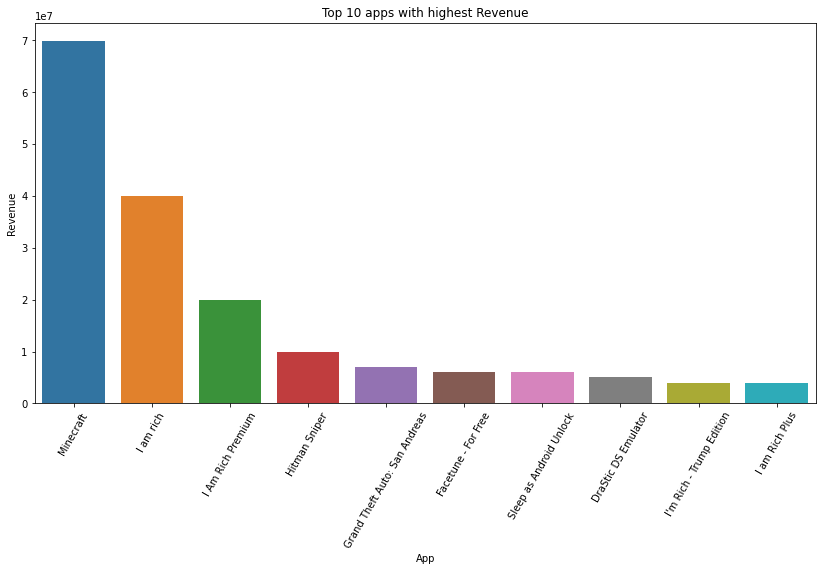 Top 10 apps with highest Revenue
1e7
7
6
5
4
3
2
1
0
Revenue
Minecraft
I am rich
I Am Rich Premium
Hitman Sniper
Grand Theft Auto: San Andreas
Facetune - For Free
Sleep as Android Unlock
DraStic DS Emulator
I'm Rich - Trump Edition
I am Rich Plus
App